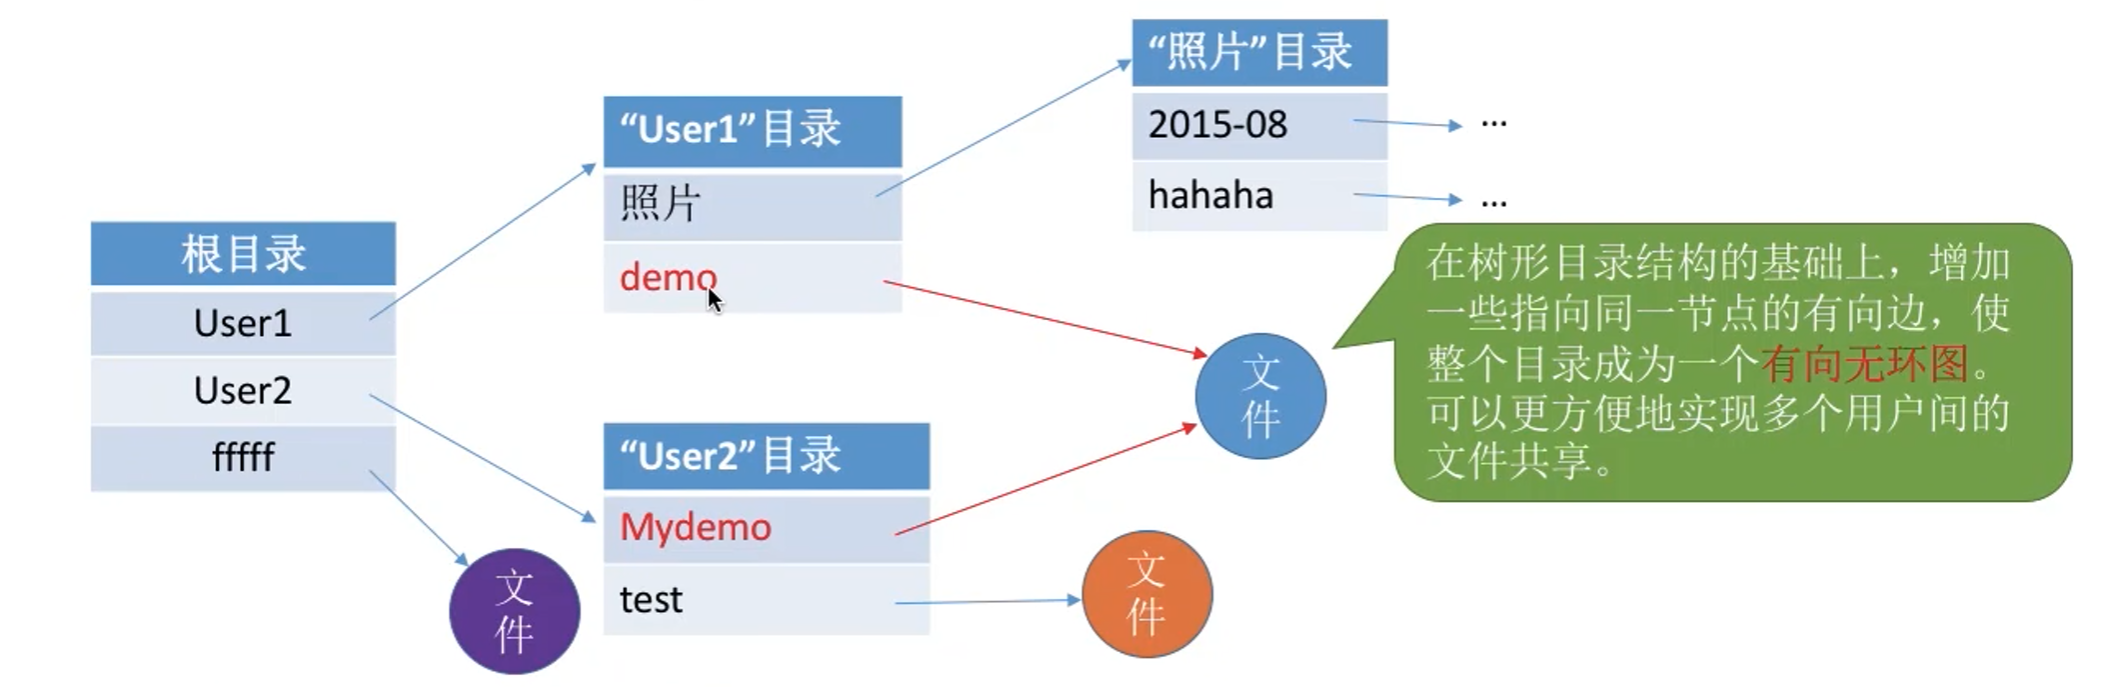 根目录
User1
User2
fffff
文
件
“User1”目录
照片
demo
“User2”目录
Mydemo
test
“照片”目录
2015-08
...
hahaha
...
文
件
文
件
在树形目录结构的基础上，增加
一些指向同一节点的有向边，使
整个目录成为一个有向无环图。
可以更方便地实现多个用户间的
文件共享。